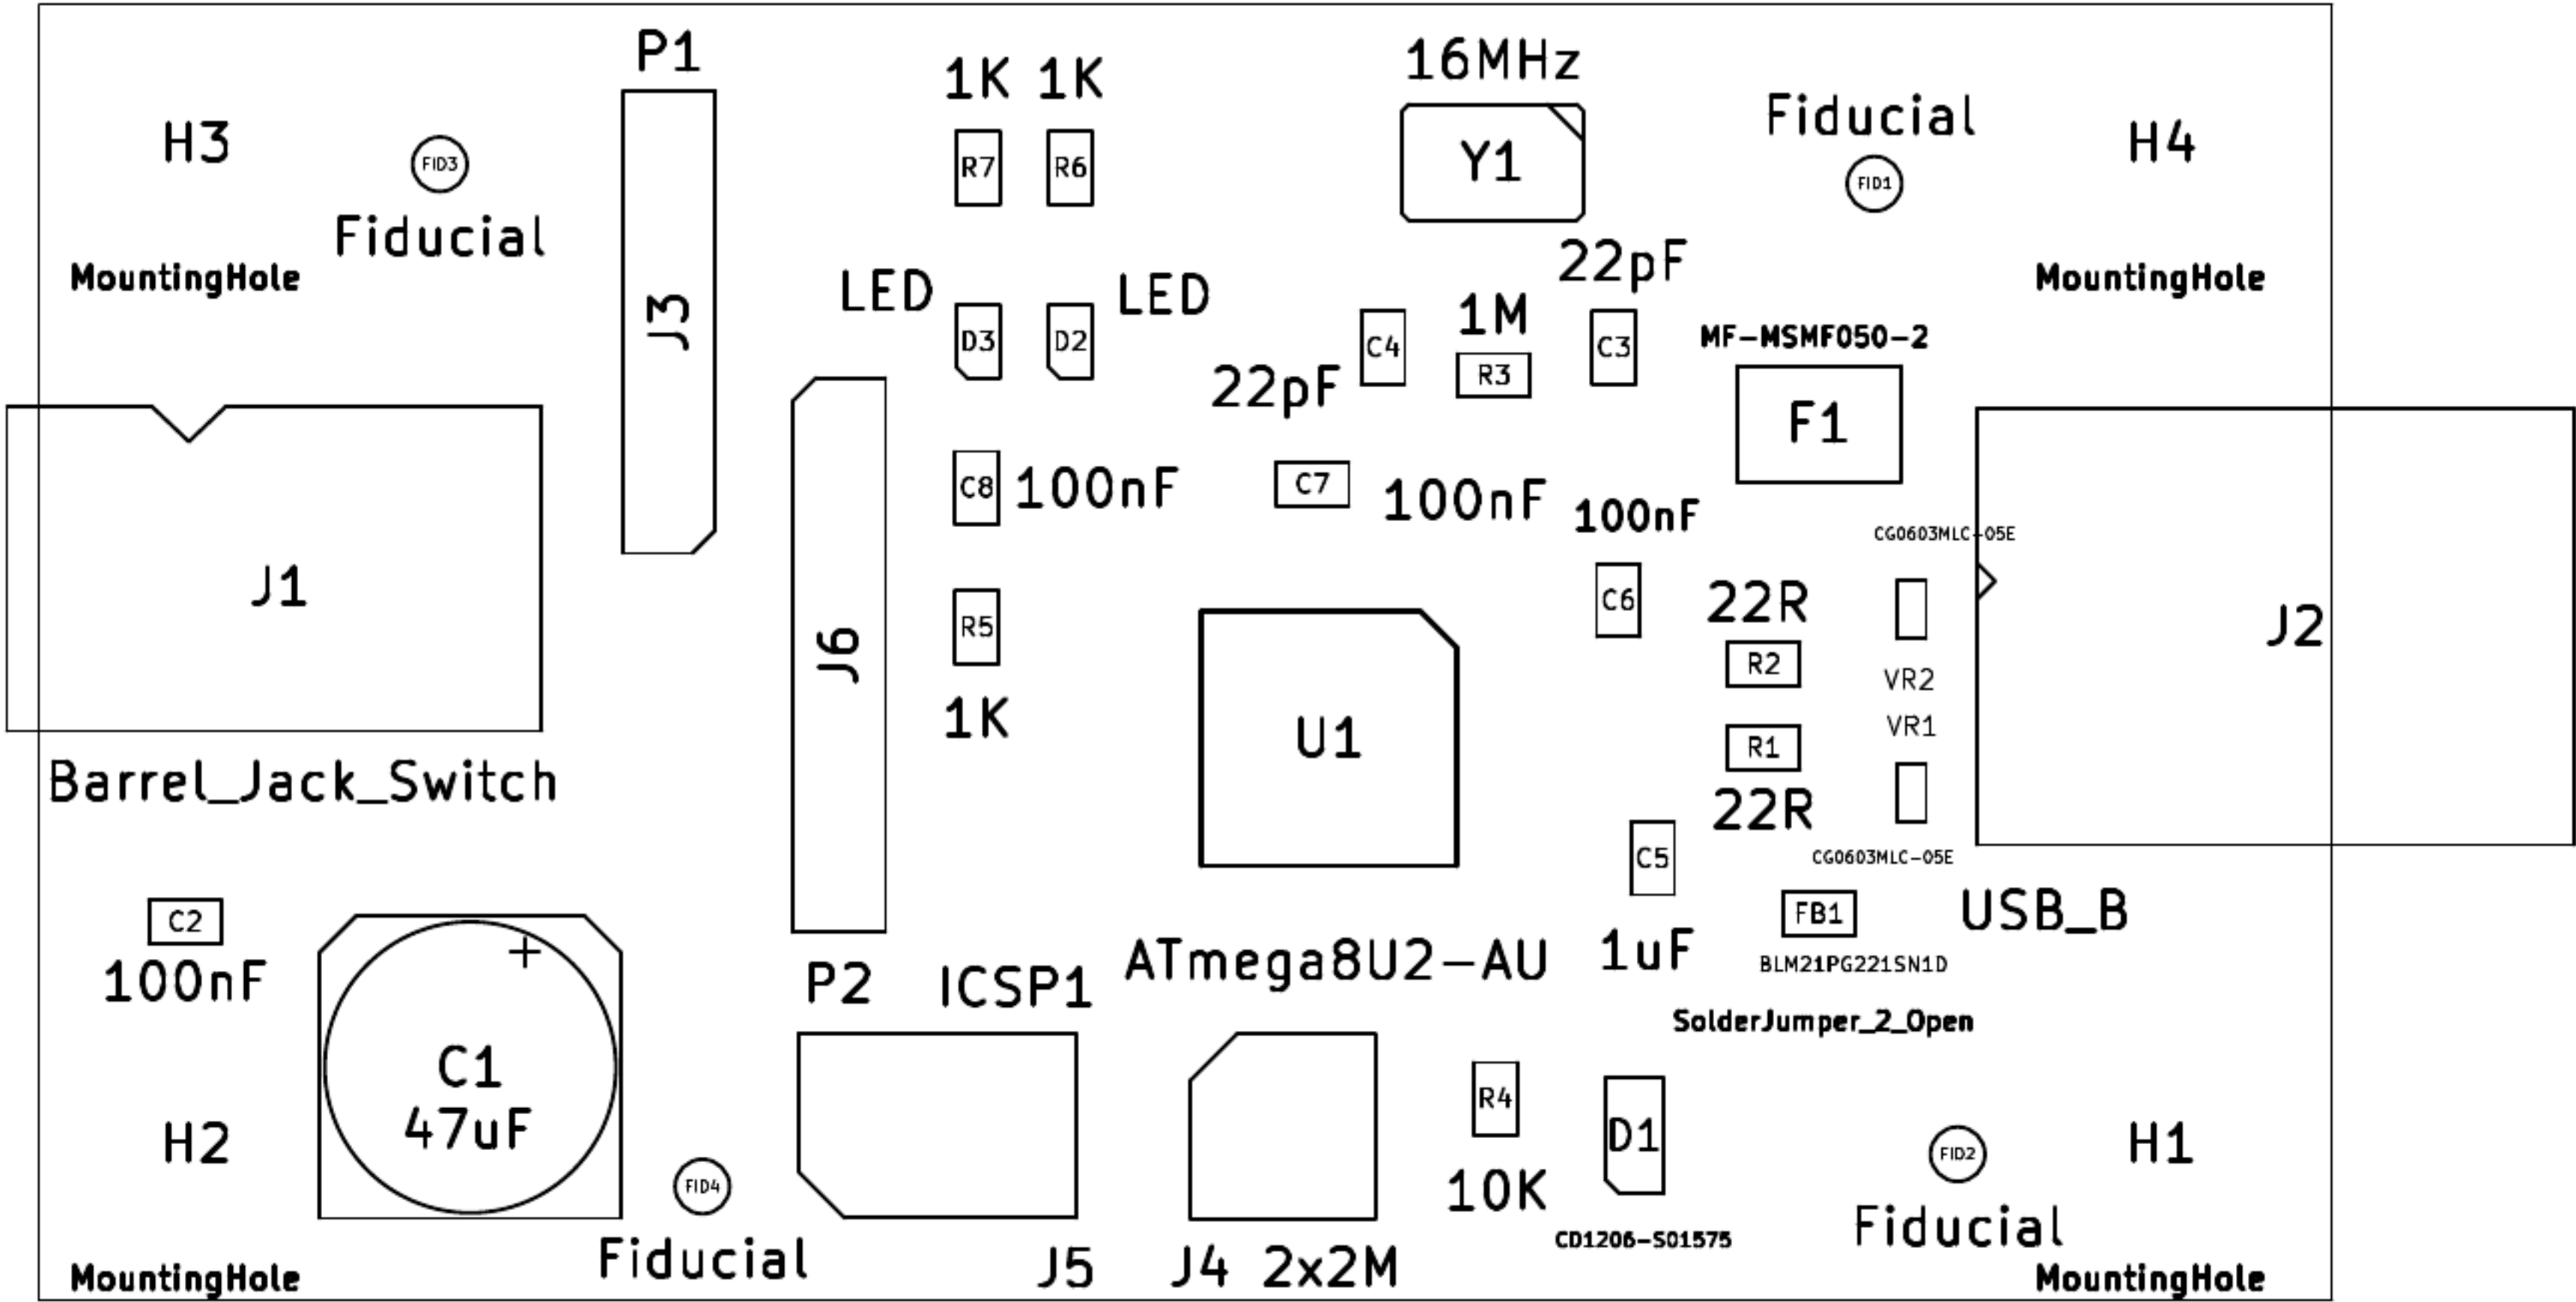 P1
1K 1K
16MHz
Fiducial
H3
FID3
R7
R6
Y1
FID1
H4
Fiducial
MountingHole
LED
LED
22pF
MountingHole
J3
D3
D2
1M
MF-MSMF050-2
C4
R3
C3
22pF
F1
C8
100nF
C7
100nF
100nF
CG0603MLC-05E
J1
C6
22R
J2
R5
J6
R2
VR2
1K
U1
VR1
R1
Barrel_Jack_Switch
22R
C5
CG0603MLC-05E
C2
FB1
USB_B
100nF
+
P2
ICSP1
ATmega8U2-AU
1uF
BLM21PG221SN1D
SolderJumper_2_Open
C1
47uF
R4
D1
H2
FID4
FID2
H1
10K
Fiducial
CD1206-S01575
Fiducial
MountingHole
J5
J4 2x2M
MountingHole